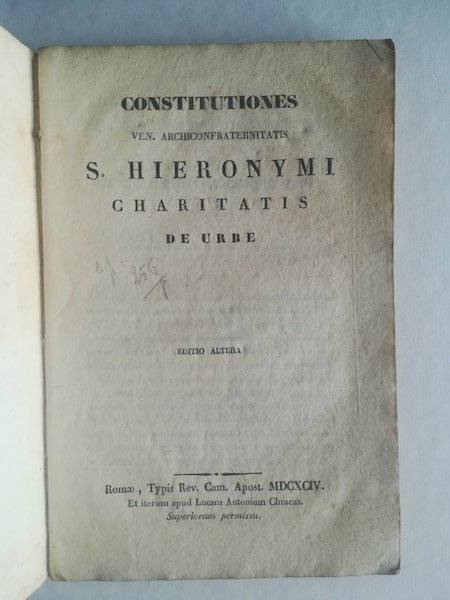 CONSTITUTIONES
VEN. ARCHICONFRATERNITATIS
S. HIERONYMI
CHARITATIS
DE URBE
EDITIO ALTERA
Romæ, Typis Rev. Cam. Apost. MDCXCIV.
Et iterum apud Lucam Antonium Chracas.
Superiorum permissu.